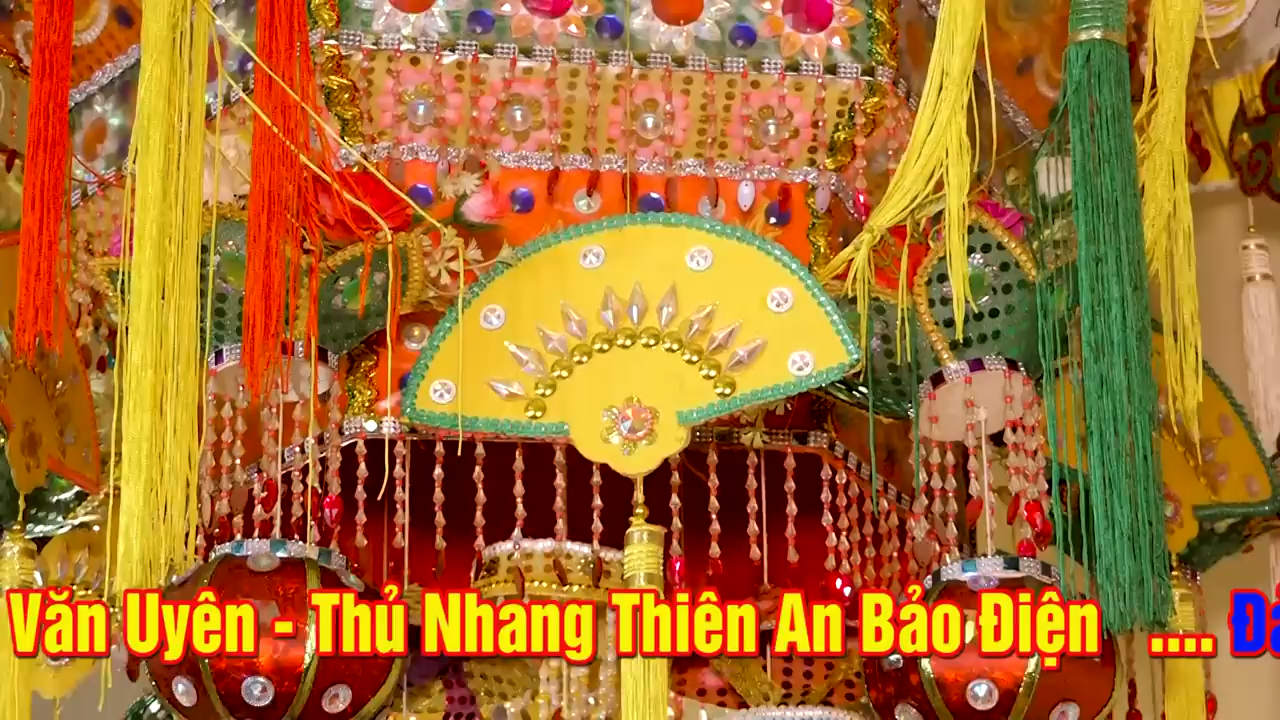 Văn Uyên - Thủ Nhang Thiên An Bảo Điện ....